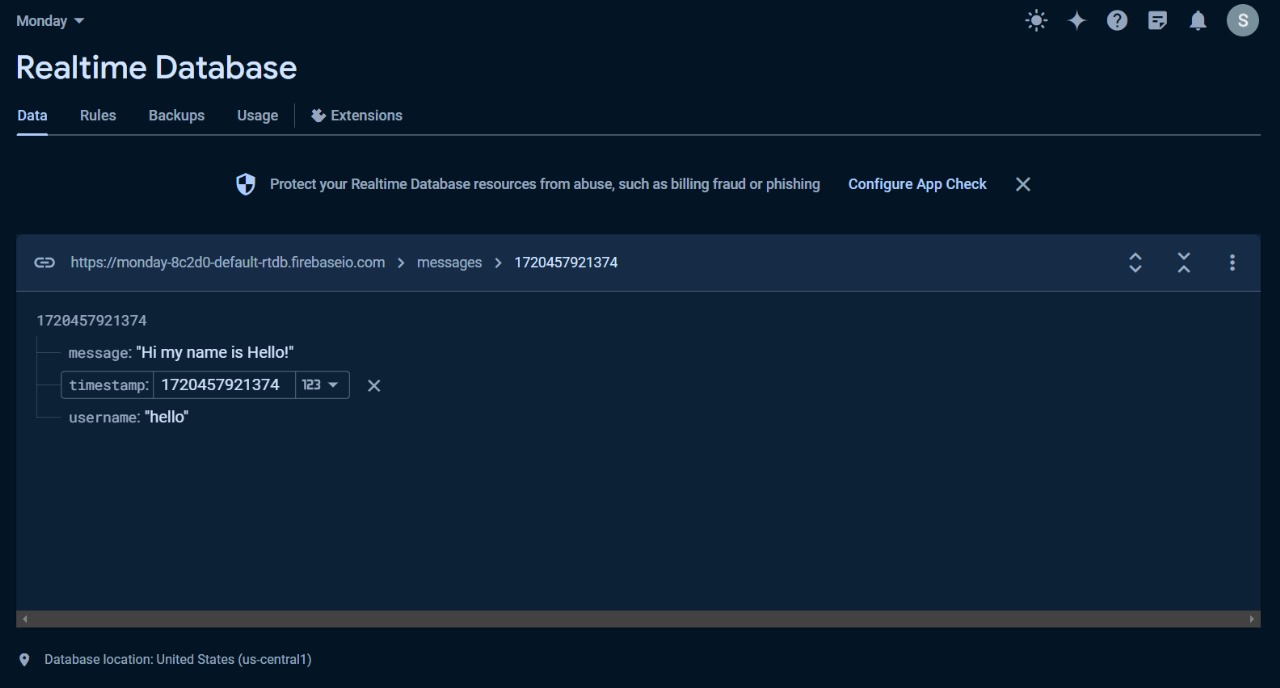 Monday
S
Realtime Database
Data Rules Backups Usage Extensions
Protect your Realtime Database resources from abuse, such as billing fraud or phishing Configure App Check
https://monday-8c2d0-default-rtdb.firebaseio.com messages 1720457921374
1720457921374
message: "Hi my name is Hello!"
timestamp: 1720457921374 123
username: "hello"
Database location: United States (us-central1)